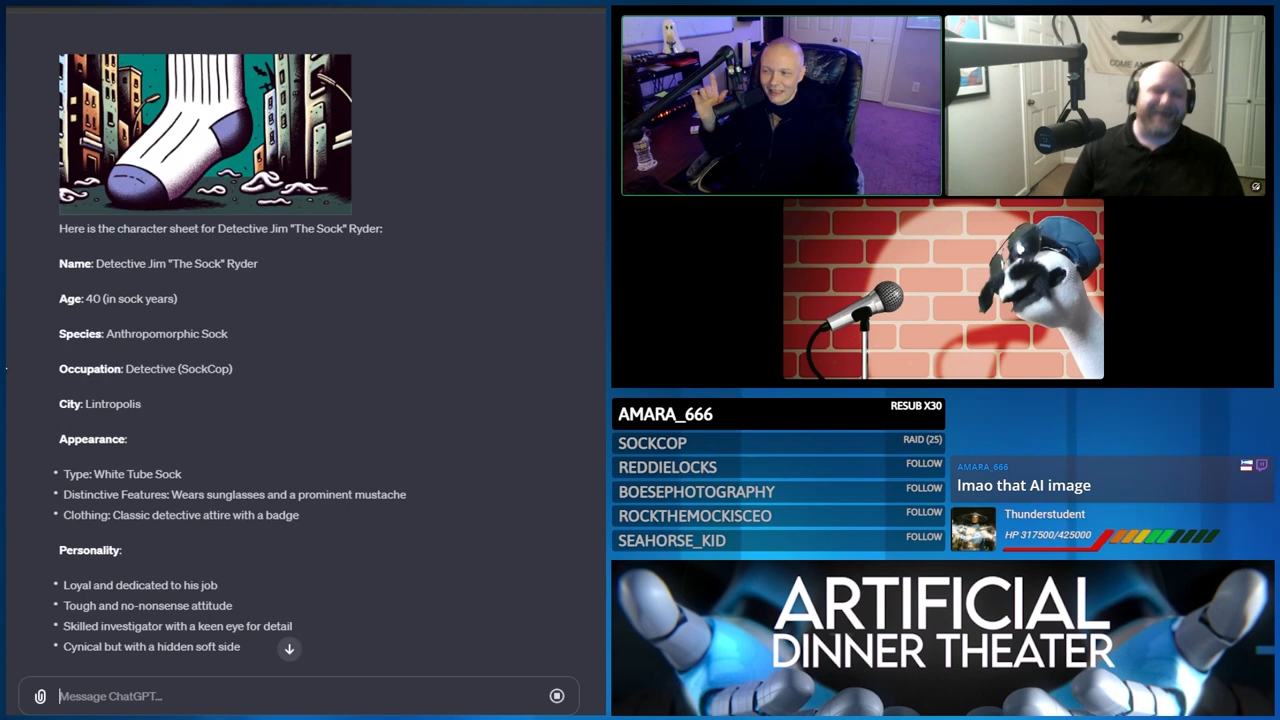 Here is the character sheet for Detective Jim "The Sock" Ryder:
Name: Detective Jim "The Sock" Ryder
Age: 40 (in sock years)
Species: Anthropomorphic Sock
Occupation: Detective (SockCop)
City: Lintropolis
Appearance:
• Type: White Tube Sock
• Distinctive Features: Wears sunglasses and a prominent mustache
• Clothing: Classic detective attire with a badge
Personality:
• Loyal and dedicated to his job
• Tough and no-nonsense attitude
• Skilled investigator with a keen eye for detail
• Cynical but with a hidden soft side
Message ChatGPT...
COME AN IT
AMARA_666 RESUB X30
SOCKCOP RAID (25)
REDDIELOCKS FOLLOW
BOESEPHOTOGRAPHY FOLLOW
ROCKTHEMOCKISCEO FOLLOW
SEAHORSE_KID FOLLOW
AMARA_666
lmao that AI image
Thunderstudent
HP 317500/425000
ARTIFICIAL
DINNER THEATER